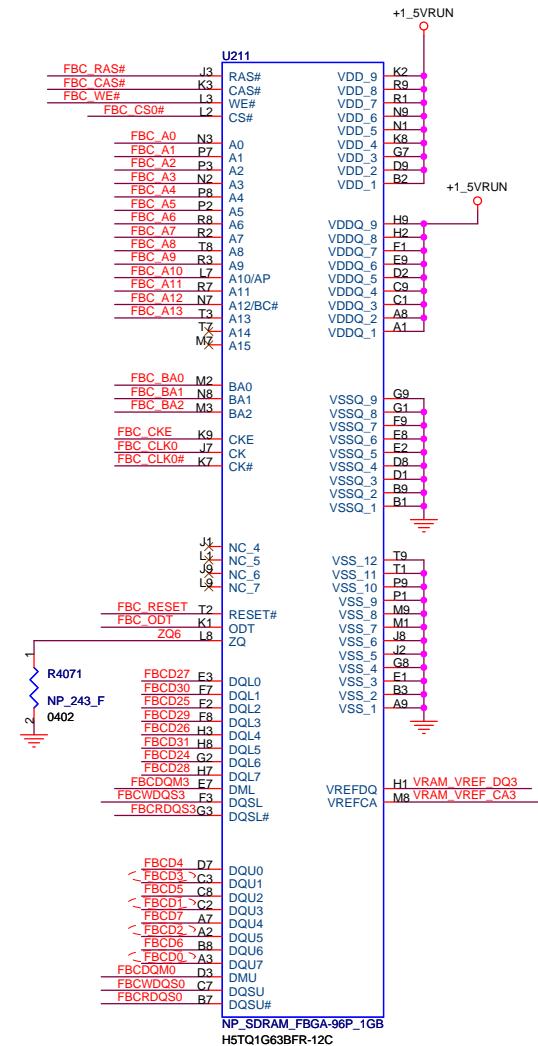 +1_5VRUN
U211
FBC_RAS# J3 RAS# VDD_9 K2
FBC_CAS# K3 CAS# VDD_8 R9
FBC_WE# L3 WE# VDD_7 R1
FBC_CS0# L2 CS# VDD_6 N9
VDD_5 N1
FBC_A0 N3 A0 VDD_4 K8
FBC_A1 P7 A1 VDD_3 G7
FBC_A2 P3 A2 VDD_2 D9
FBC_A3 N2 A3 VDD_1 B2
FBC_A4 P8 A4 +1_5VRUN
FBC_A5 P2 A5
FBC_A6 R8 A6 VDDQ_9 H9
FBC_A7 R2 A7 VDDQ_8 H2
FBC_A8 T8 A8 VDDQ_7 F1
FBC_A9 R3 A9 VDDQ_6 E9
FBC_A10 L7 A10/AP VDDQ_5 D2
FBC_A11 R7 A11 VDDQ_4 C9
FBC_A12 N7 A12/BC# VDDQ_3 C1
FBC_A13 T3 A13 VDDQ_2 A8
T7 A14 VDDQ_1 A1
M7 A15
FBC_BA0 M2 BA0
FBC_BA1 N8 BA1 VSSQ_9 G9
FBC_BA2 M3 BA2 VSSQ_8 G1
VSSQ_7 F9
FBC_CKE K9 CKE VSSQ_6 E8
FBC_CLK0 J7 CK VSSQ_5 E2
FBC_CLK0# K7 CK# VSSQ_4 D8
VSSQ_3 D1
VSSQ_2 B9
VSSQ_1 B1
J1 NC_4
L1 NC_5 VSS_12 T9
J9 NC_6 VSS_11 T1
L9 NC_7 VSS_10 P9
VSS_9 P1
FBC_RESET T2 RESET# VSS_8 M9
FBC_ODT K1 ODT VSS_7 M1
ZQ6 L8 ZQ VSS_6 J8
VSS_5 J2
1 VSS_4 G8
R4071 FBCD27 E3 DQL0 VSS_3 E1
FBCD30 F7 DQL1 VSS_2 B3
NP_243_F FBCD25 F2 DQL2 VSS_1 A9
2 0402 FBCD29 F8 DQL3
FBCD26 H3 DQL4
FBCD31 H8 DQL5
FBCD24 G2 DQL6
FBCD28 H7 DQL7
FBCDQM3 E7 DML VREFDQ H1 VRAM_VREF_DQ3
FBCWDQS3 F3 DQSL VREFCA M8 VRAM_VREF_CA3
FBCRDQS3 G3 DQSL#
FBCD4 D7 DQU0
FBCD3 C3 DQU1
FBCD5 C8 DQU2
FBCD1 C2 DQU3
FBCD7 A7 DQU4
FBCD2 A2 DQU5
FBCD6 B8 DQU6
FBCD0 A3 DQU7
FBCDQM0 D3 DMU
FBCWDQS0 C7 DQSU
FBCRDQS0 B7 DQSU#
NP_SDRAM_FBGA-96P_1GB
H5TQ1G63BFR-12C